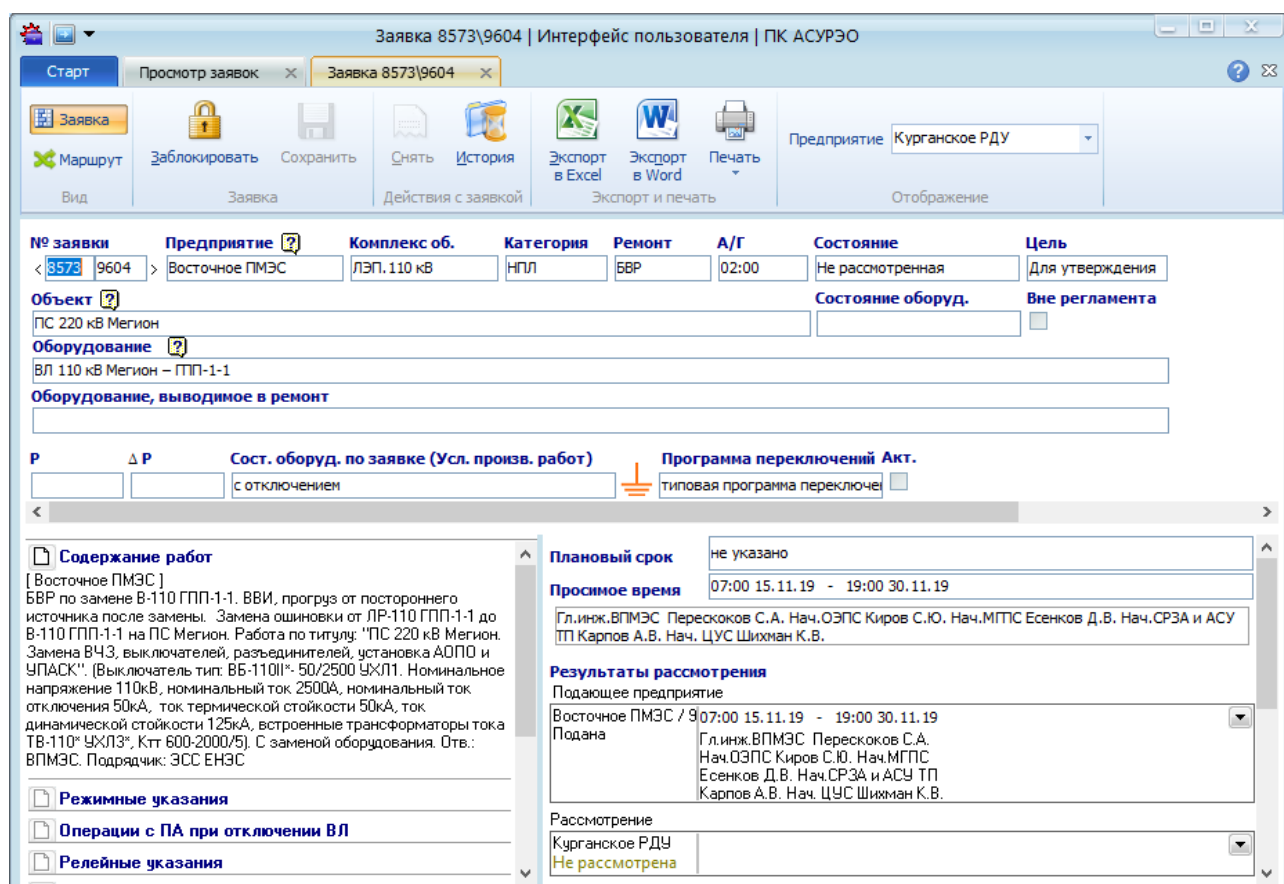 Заявка 8573\9604 | Интерфейс пользователя | ПК АСУРЭО
Старт Просмотр заявок Заявка 8573\9604
Заявка
Маршрут
Заблокировать Сохранить Снять История Экспорт в Excel Экспорт в Word Печать
Предприятие Курганское РДУ
Вид Заявка Действия с заявкой Экспорт и печать Отображение
№ заявки Предприятие [?] Комплекс об. Категория Ремонт А/Г Состояние Цель
< 8573 9604 > Восточное ПМЭС ЛЭП. 110 кВ НПЛ БВР 02:00 Не рассмотренная Для утверждения
Объект [?] Состояние оборуд. Вне регламента
ПС 220 кВ Мегион
Оборудование [?]
ВЛ 110 кВ Мегион – ГПП-1-1
Оборудование, выводимое в ремонт
Р Δ Р Сост. оборуд. по заявке (Усл. произв. работ) Программа переключений Акт.
с отключением типовая программа переключе
Содержание работ
[ Восточное ПМЭС ]
БВР по замене В-110 ГПП-1-1. ВВИ, прогруз от постороннего
источника после замены. Замена ошиновки от ЛР-110 ГПП-1-1 до
В-110 ГПП-1-1 на ПС Мегион. Работа по титулу: "ПС 220 кВ Мегион.
Замена ВЧЗ, выключателей, разъединителей, установка АОПО и
УПАСК". (Выключатель тип: ВБ-110II*- 50/2500 УХЛ1. Номинальное
напряжение 110кВ, номинальный ток 2500А, номинальный ток
отключения 50кА, ток термической стойкости 50кА, ток
динамической стойкости 125кА, встроенные трансформаторы тока
ТВ-110* УХЛ3*, Ктт 600-2000/5). С заменой оборудования. Отв.:
ВПМЭС. Подрядчик: ЭСС ЕНЭС
Режимные указания
Операции с ПА при отключении ВЛ
Релейные указания
Плановый срок не указано
Просимое время 07:00 15.11.19 - 19:00 30.11.19
Гл.инж.ВПМЭС Перескоков С.А. Нач.ОЭПС Киров С.Ю. Нач.МГПС Есенков Д.В. Нач.СРЗА и АСУ
ТП Карпов А.В. Нач. ЦУС Шихман К.В.
Результаты рассмотрения
Подающее предприятие
Восточное ПМЭС / 9 07:00 15.11.19 - 19:00 30.11.19
Подана Гл.инж.ВПМЭС Перескоков С.А.
Нач.ОЭПС Киров С.Ю. Нач.МГПС
Есенков Д.В. Нач.СРЗА и АСУ ТП
Карпов А.В. Нач. ЦУС Шихман К.В.
Рассмотрение
Курганское РДУ
Не рассмотрена